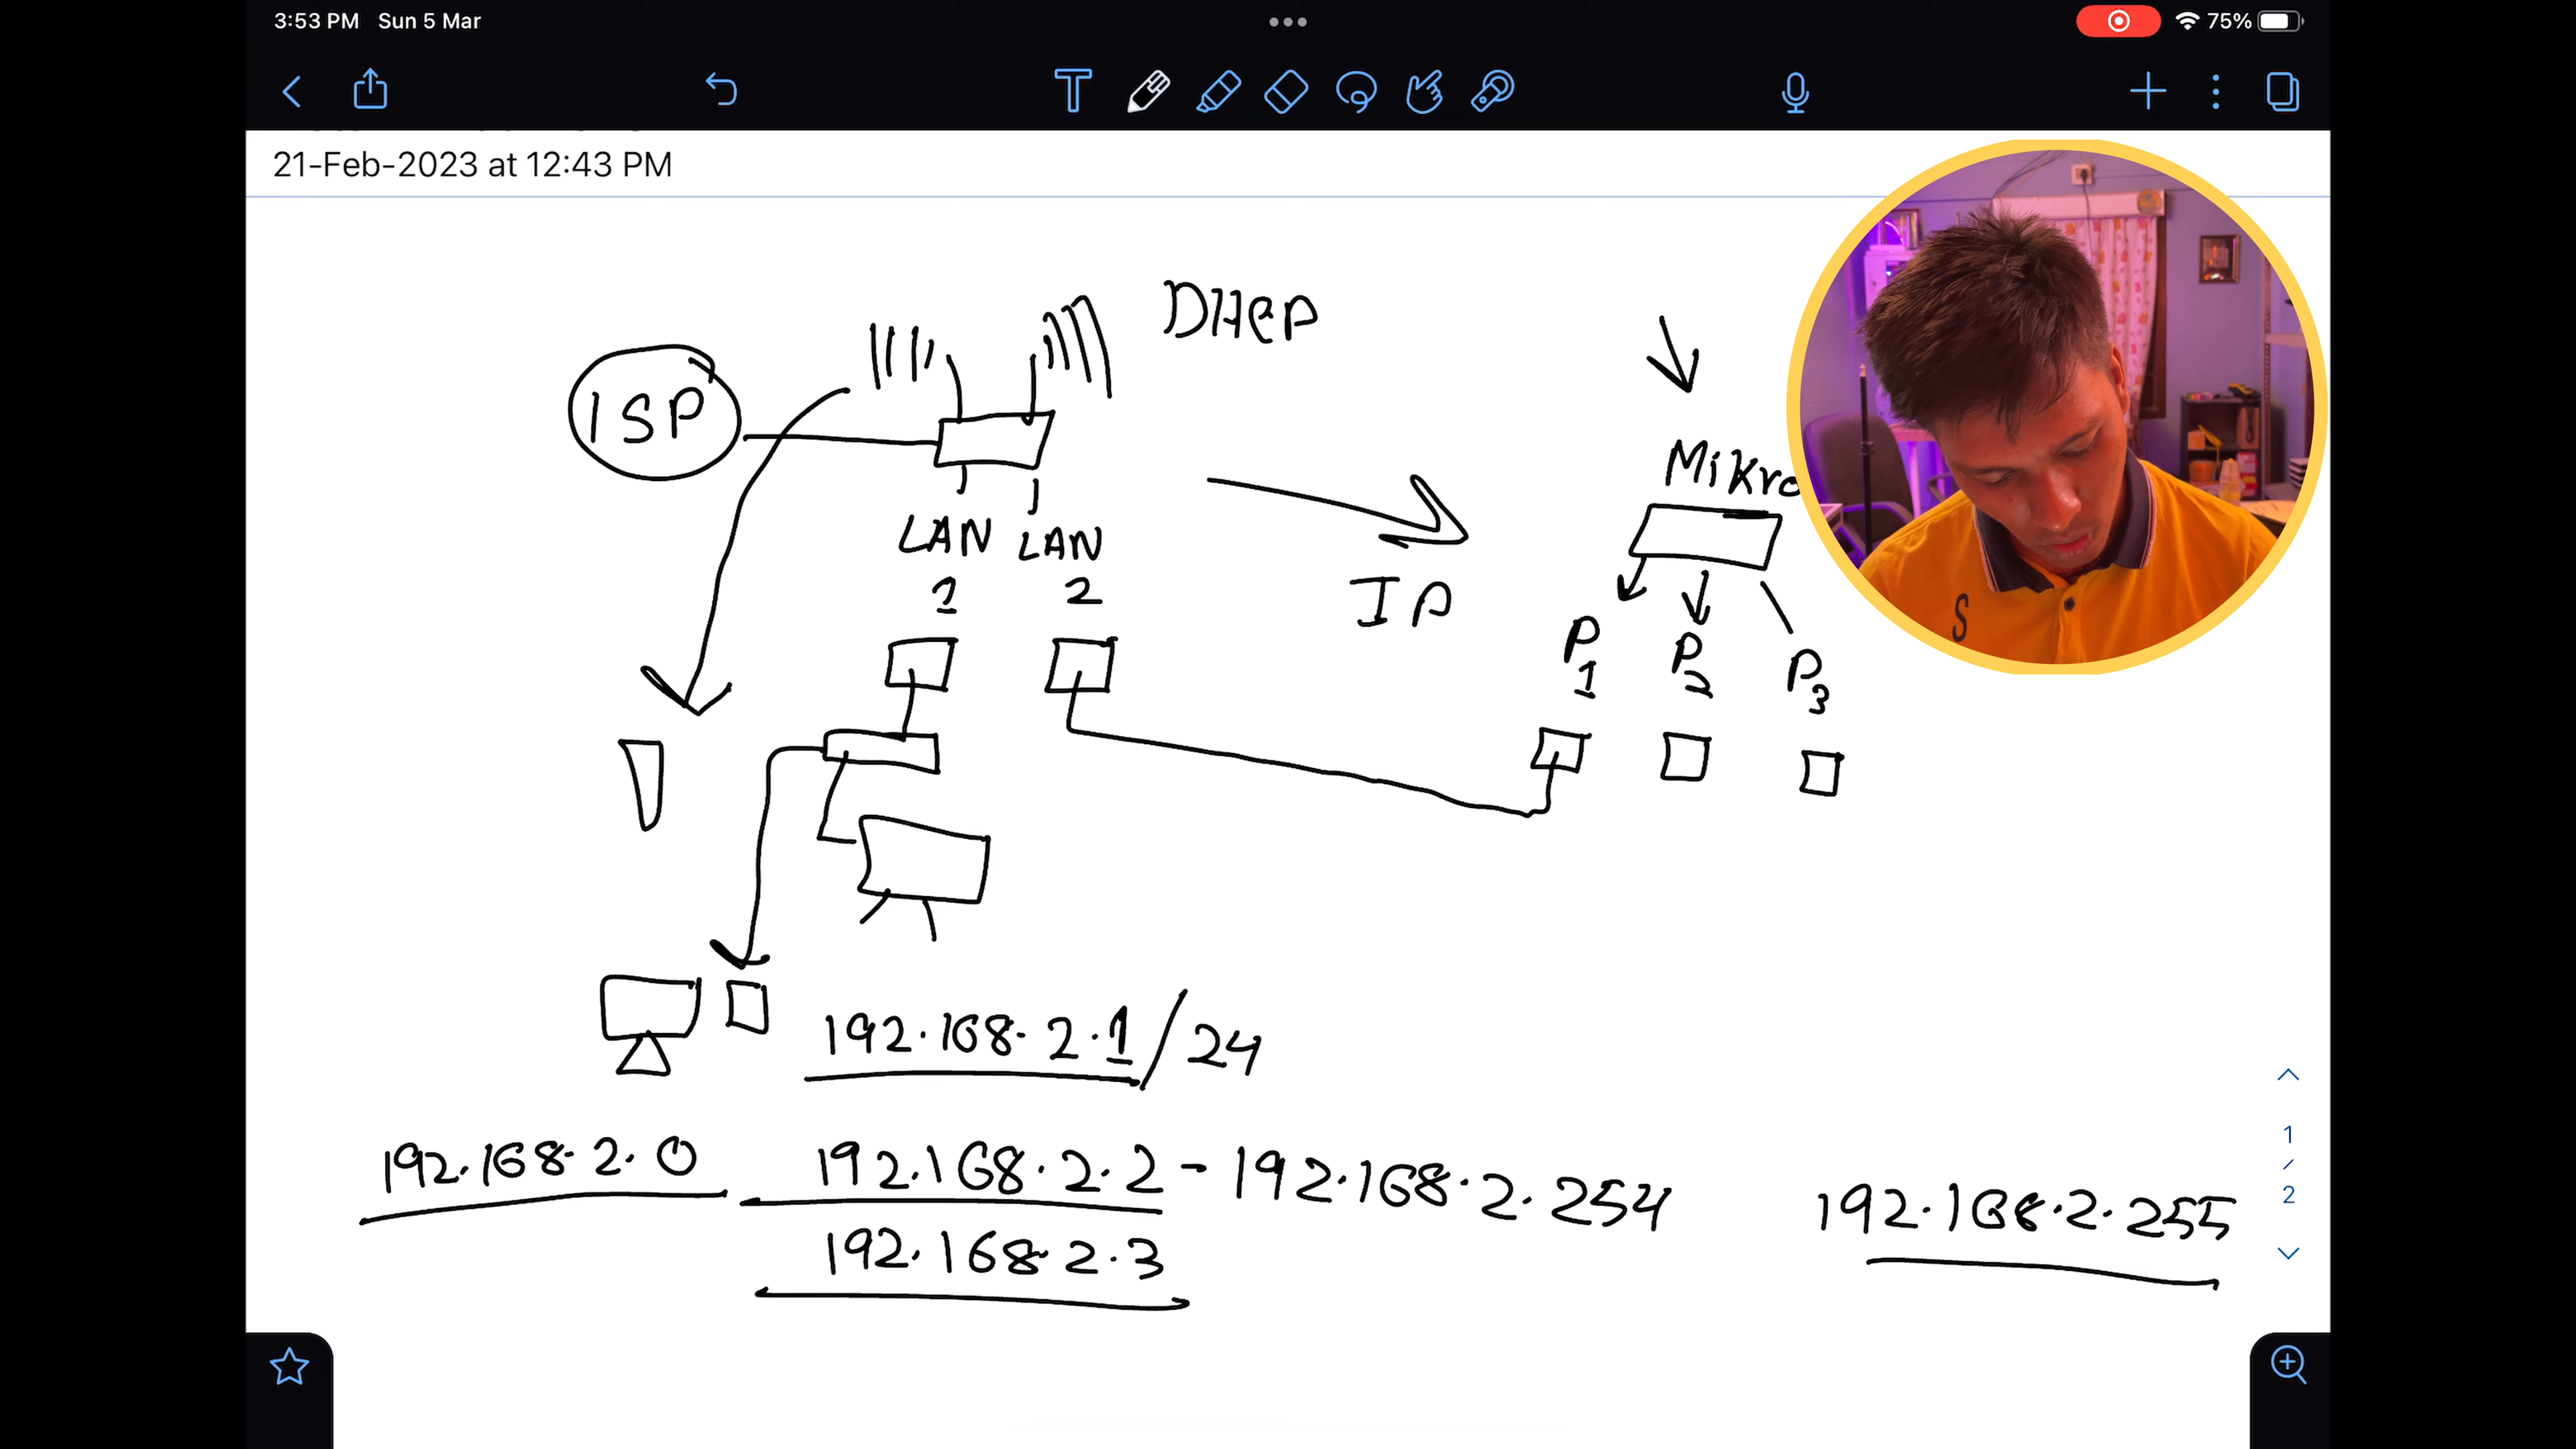 3:53 PM Sun 5 Mar
75%
T
21-Feb-2023 at 12:43 PM
DHCP
ISP
Mikro
LAN LAN
1 2
IP
P1 P2 P3
192.168.2.1/24
192.168.2.0 192.168.2.2 - 192.168.2.254 192.168.2.255
192.168.2.3
1
/
2
S